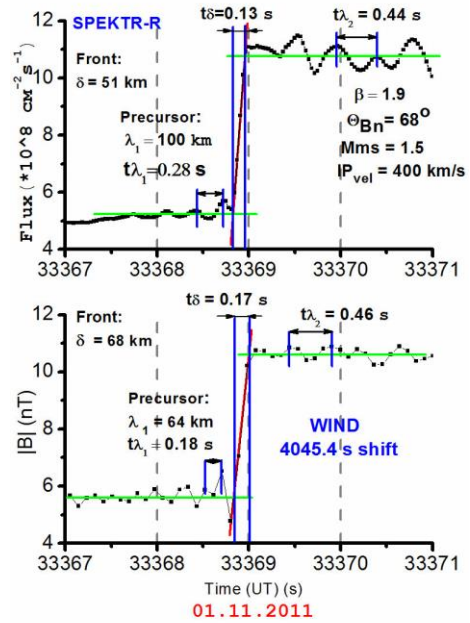 SPEKTR-R
tδ=0.13 s
tλ₂ = 0.44 s
Front:
δ = 51 km
Precursor:
λ₁ = 100 km
tλ₁=0.28 s
β = 1.9
Θ_Bn = 68°
Mms = 1.5
IP_vel = 400 km/s
Flux (*10^8 cm⁻²s⁻¹)
12
10
8
6
4
33367 33368 33369 33370 33371
tδ = 0.17 s
tλ₂ = 0.46 s
Front:
δ = 68 km
Precursor:
λ₁ = 64 km
tλ₁=0.18 s
WIND
4045.4 s shift
|B| (nT)
12
10
8
6
4
33367 33368 33369 33370 33371
Time (UT) (s)
01.11.2011